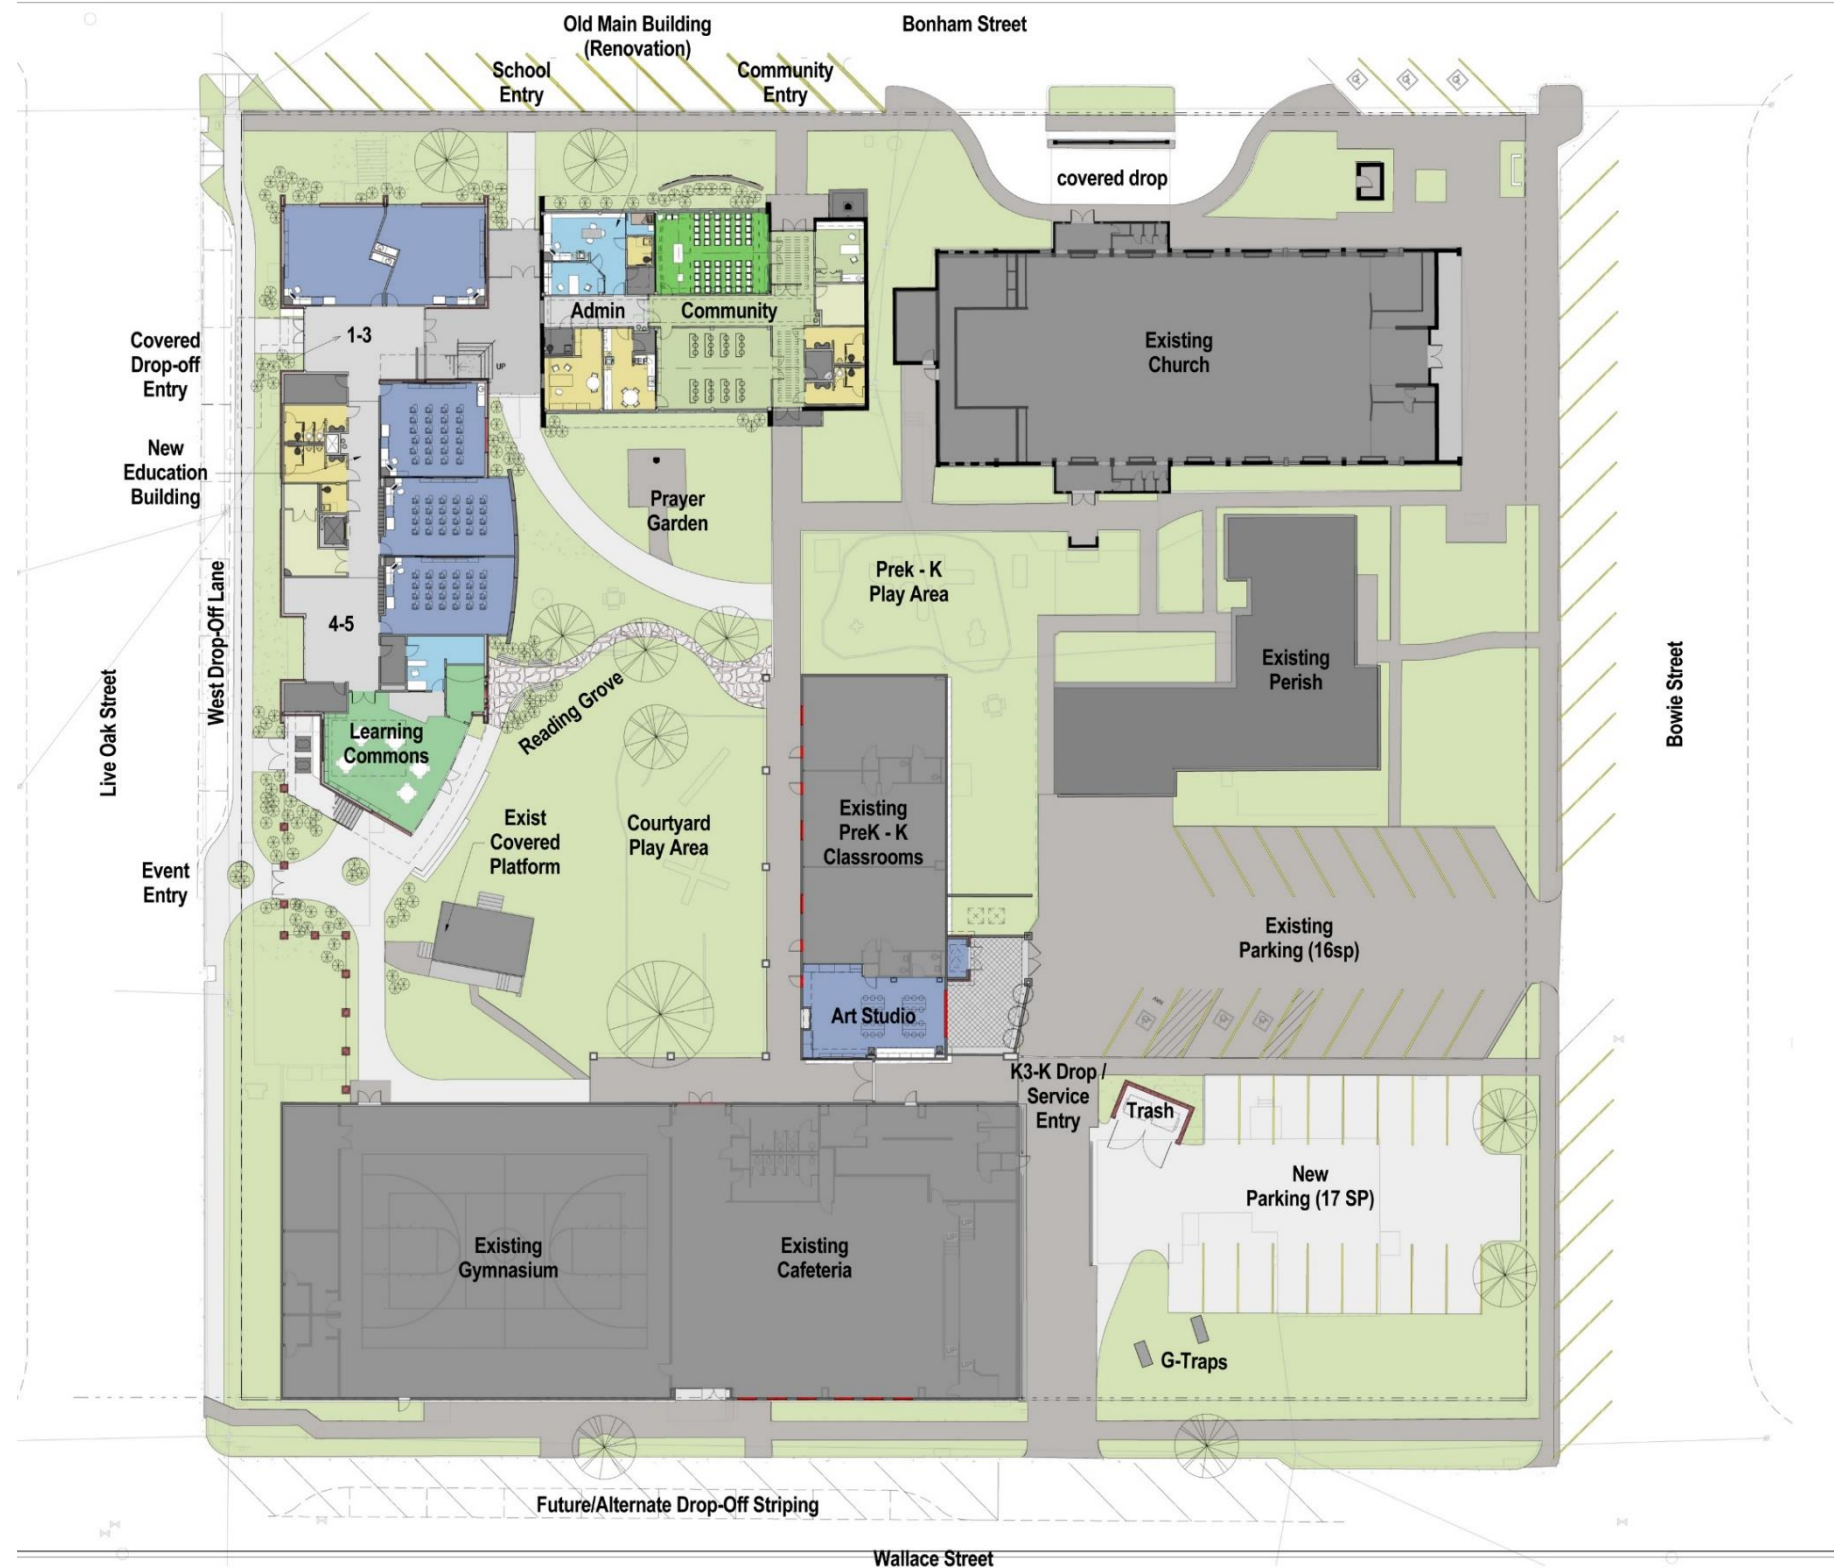 Old Main Building
(Renovation)
Bonham Street
School
Entry
Community
Entry
covered drop
Admin
Community
1-3
UP
Covered
Drop-off
Entry
Existing
Church
New
Education
Building
Prayer
Garden
Prek - K
Play Area
4-5
West Drop-Off Lane
Live Oak Street
Existing
Perish
Bowie Street
Reading Grove
Learning
Commons
Exist
Covered
Platform
Courtyard
Play Area
Existing
PreK - K
Classrooms
Event
Entry
Existing
Parking (16sp)
Art Studio
K3-K Drop /
Service
Entry
Trash
New
Parking (17 SP)
Existing
Gymnasium
Existing
Cafeteria
G-Traps
Future/Alternate Drop-Off Striping
Wallace Street